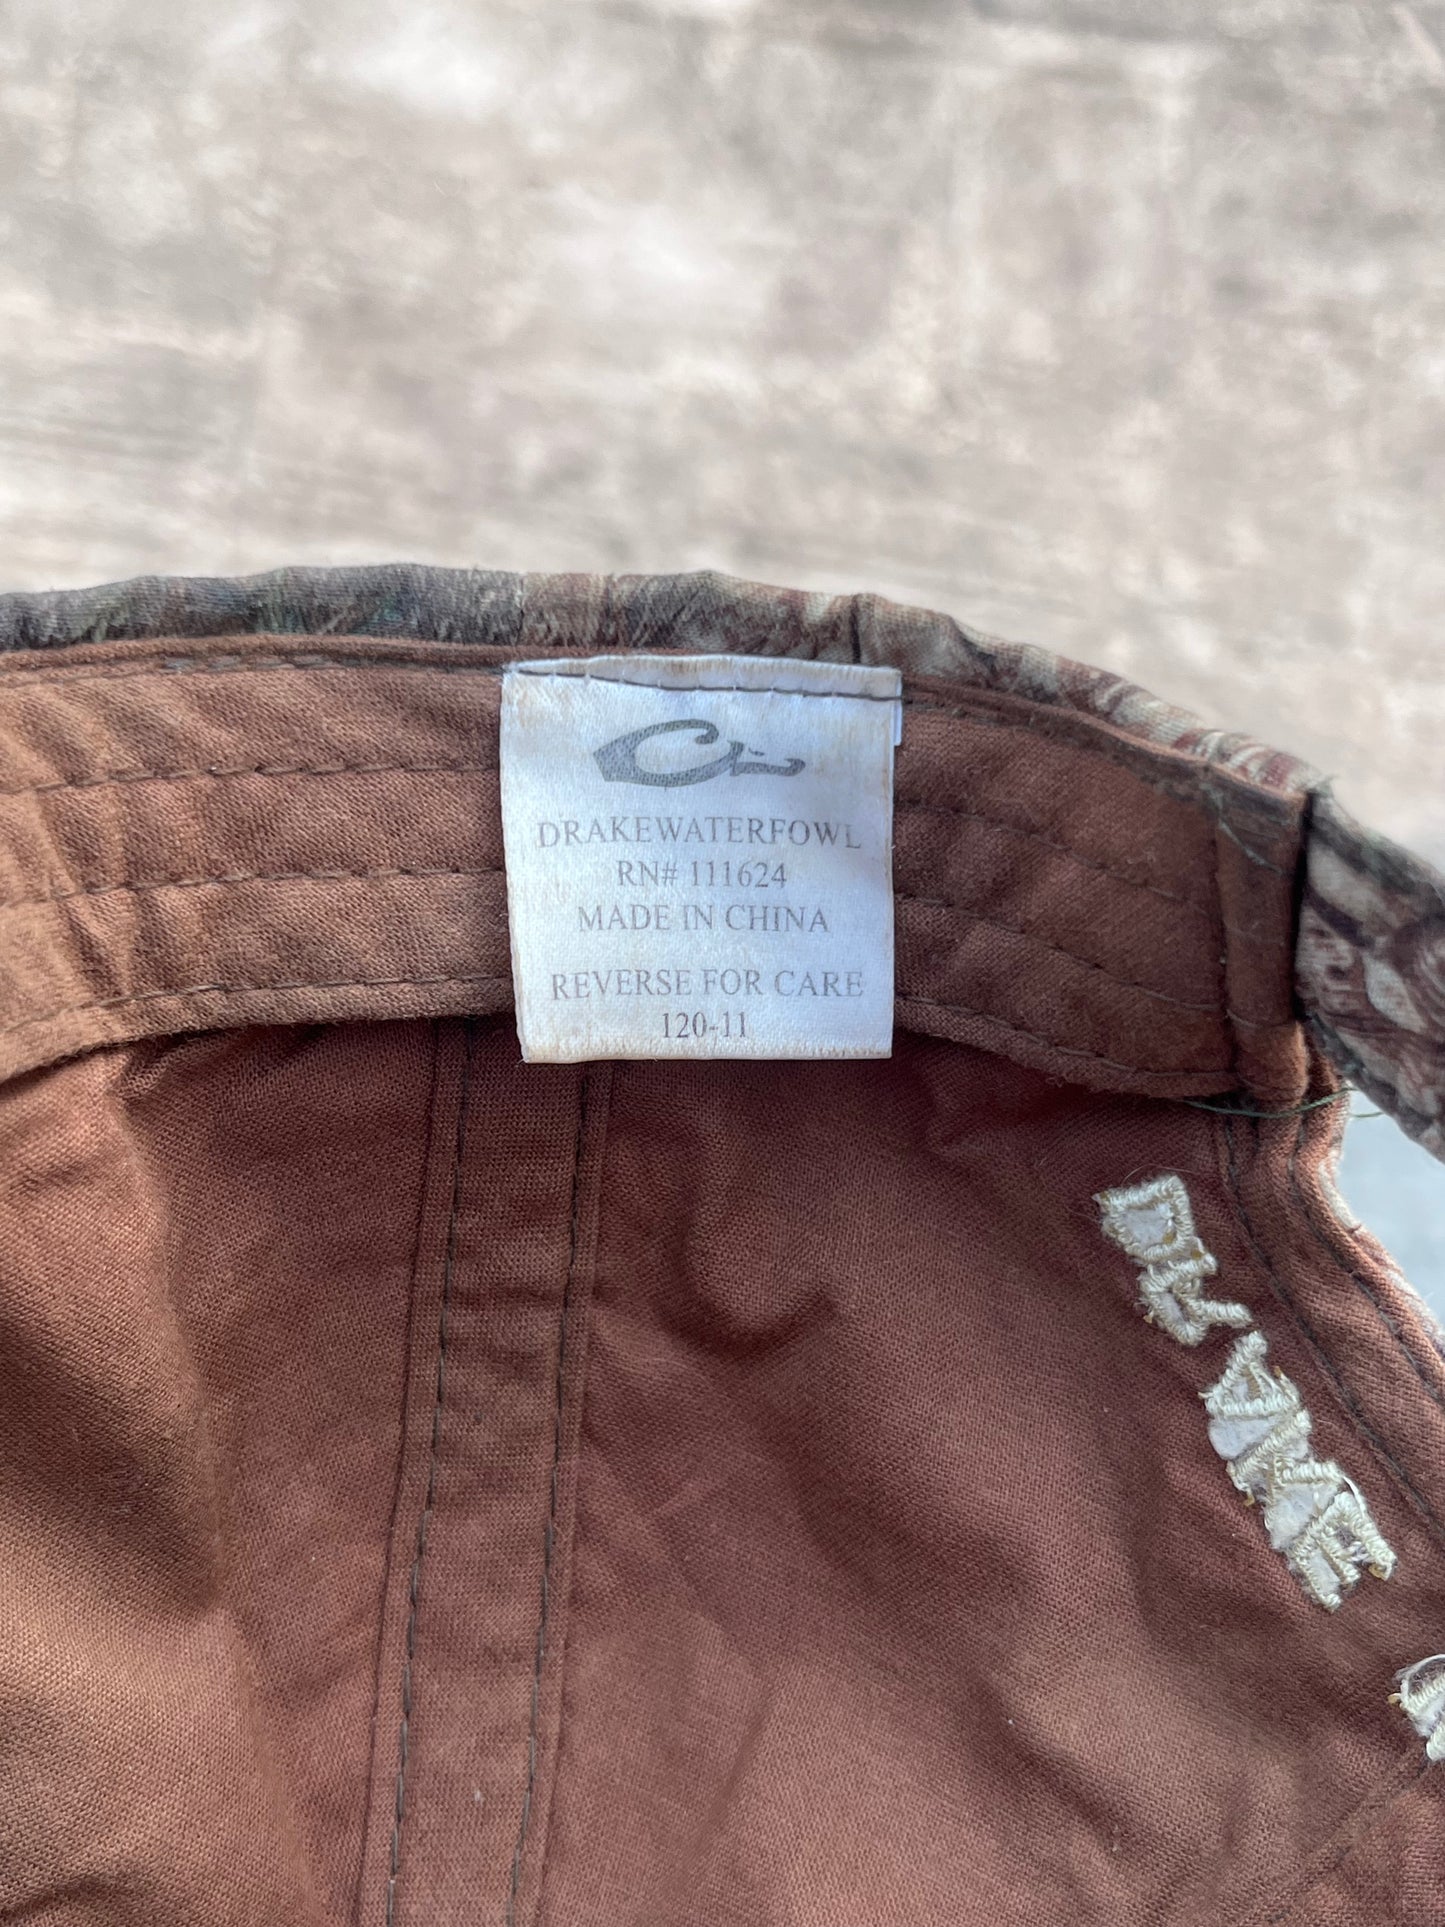 DRAKEWATERFOWL
RN# 111624
MADE IN CHINA
REVERSE FOR CARE
120-11